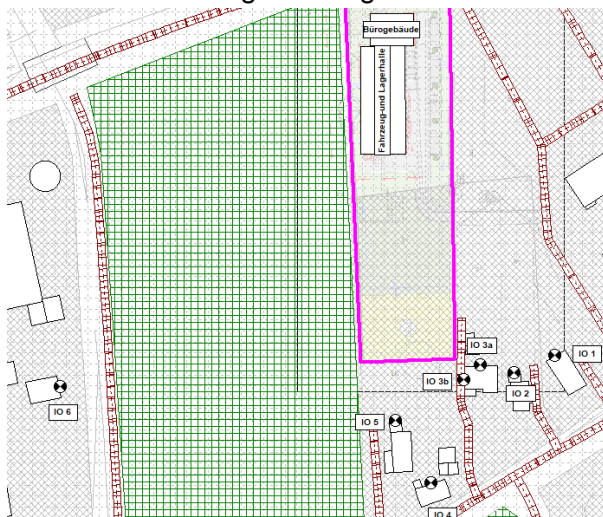 Bürogebäude
Fahrzeug-und Lagerhalle
IO 3a
IO 1
IO 3b
IO 2
IO 6
IO 5
IO 4